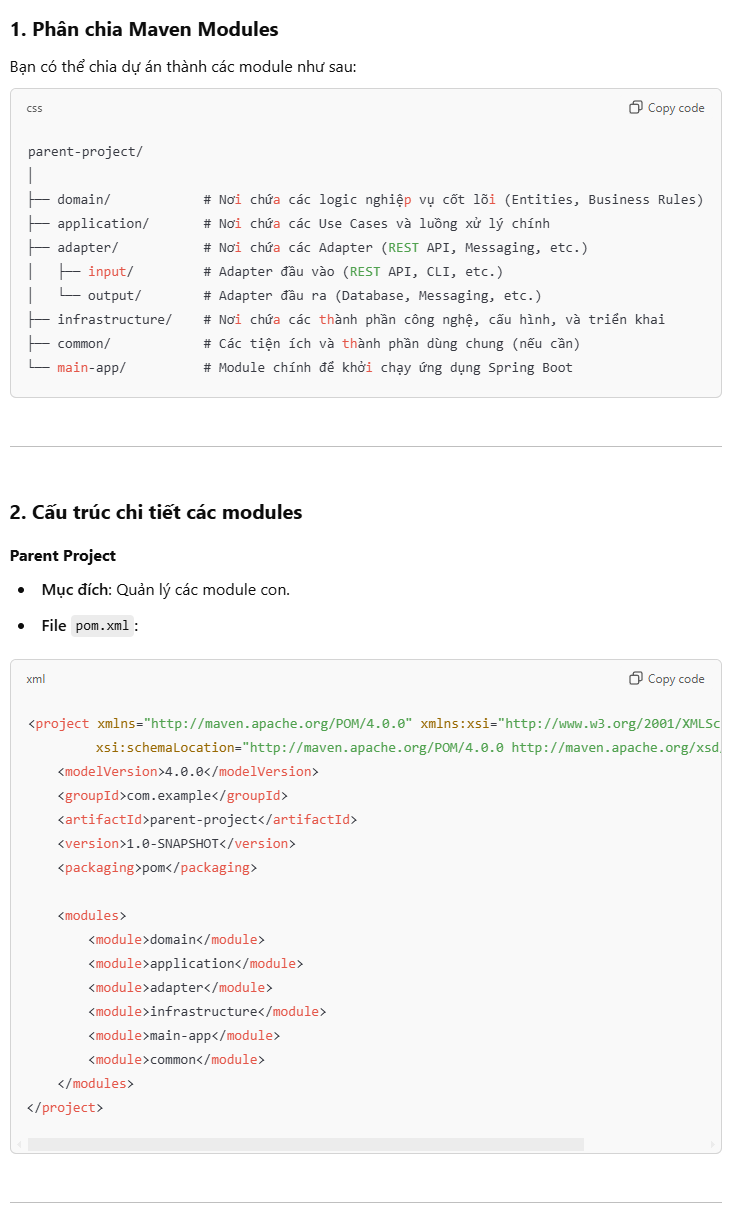 1. Phân chia Maven Modules
Bạn có thể chia dự án thành các module như sau:
css
Copy code
parent-project/
│
├── domain/            # Nơi chứa các logic nghiệp vụ cốt lõi (Entities, Business Rules)
├── application/       # Nơi chứa các Use Cases và luồng xử lý chính
├── adapter/           # Nơi chứa các Adapter (REST API, Messaging, etc.)
│   ├── input/         # Adapter đầu vào (REST API, CLI, etc.)
│   └── output/        # Adapter đầu ra (Database, Messaging, etc.)
├── infrastructure/    # Nơi chứa các thành phần công nghệ, cấu hình, và triển khai
├── common/            # Các tiện ích và thành phần dùng chung (nếu cần)
└── main-app/          # Module chính để khởi chạy ứng dụng Spring Boot
2. Cấu trúc chi tiết các modules
Parent Project
• Mục đích: Quản lý các module con.
• File pom.xml:
xml
Copy code
<project xmlns="http://maven.apache.org/POM/4.0.0" xmlns:xsi="http://www.w3.org/2001/XMLSc
         xsi:schemaLocation="http://maven.apache.org/POM/4.0.0 http://maven.apache.org/xsd/
    <modelVersion>4.0.0</modelVersion>
    <groupId>com.example</groupId>
    <artifactId>parent-project</artifactId>
    <version>1.0-SNAPSHOT</version>
    <packaging>pom</packaging>
    <modules>
        <module>domain</module>
        <module>application</module>
        <module>adapter</module>
        <module>infrastructure</module>
        <module>main-app</module>
        <module>common</module>
    </modules>
</project>